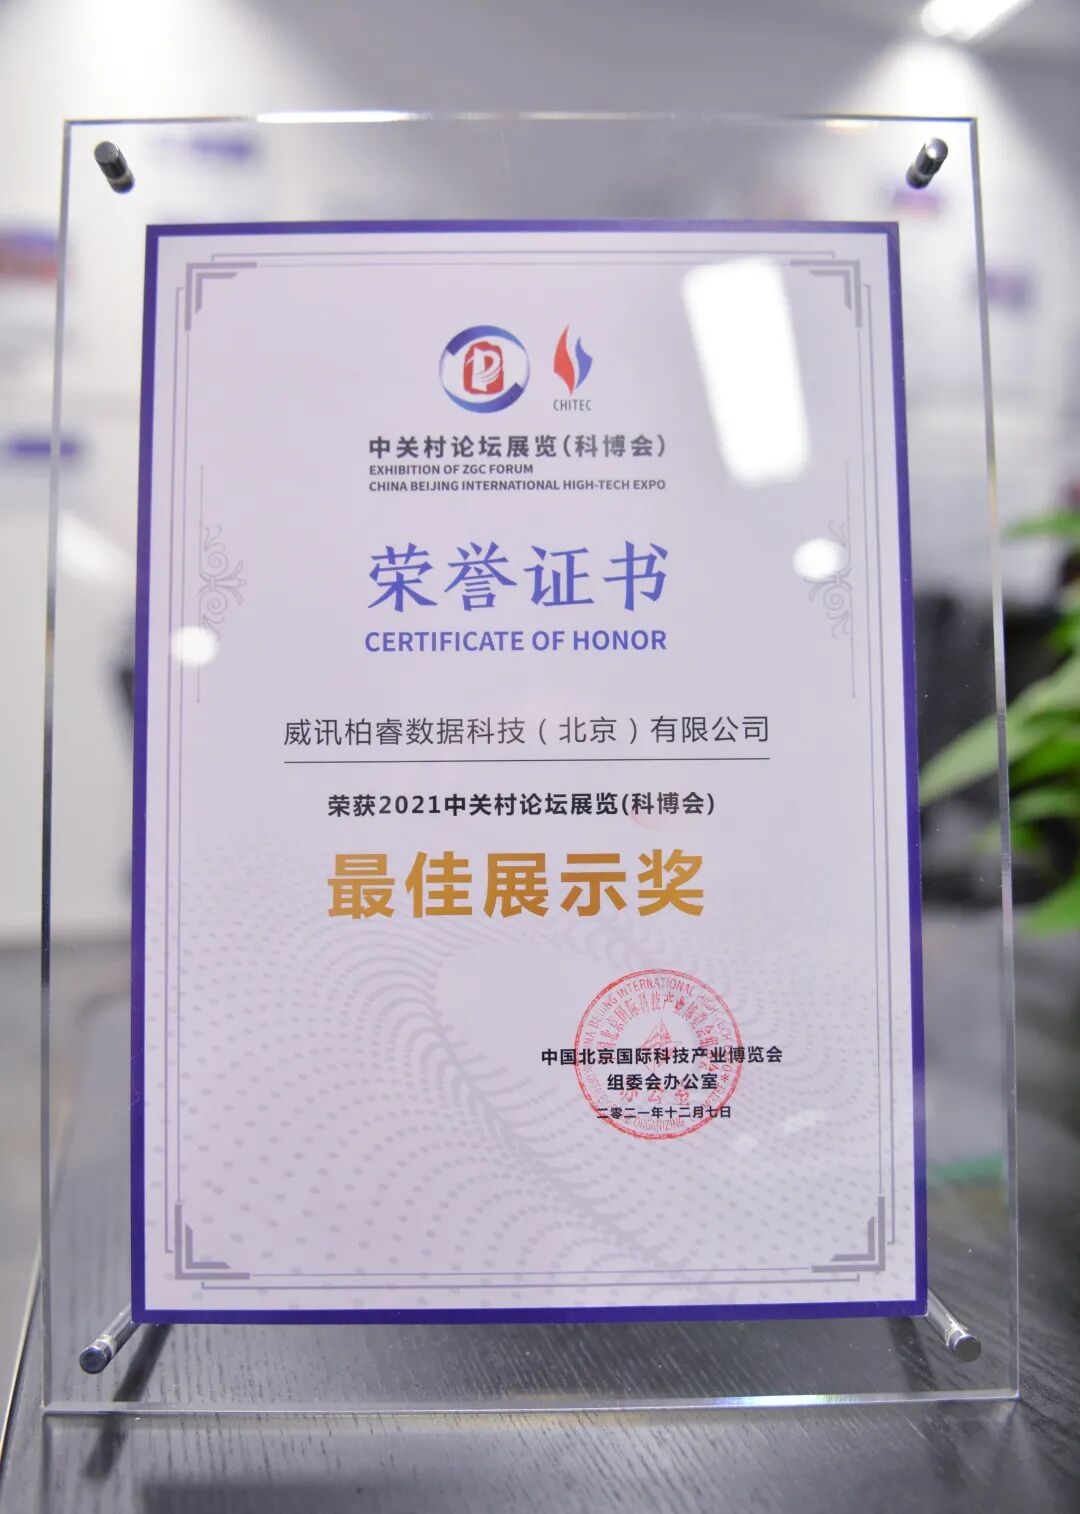 CHITEC
中关村论坛展览(科博会)
EXHIBITION OF ZGC FORUM
CHINA BEIJING INTERNATIONAL HIGH-TECH EXPO
荣誉证书
CERTIFICATE OF HONOR
威讯柏睿数据科技（北京）有限公司
荣获2021中关村论坛展览(科博会)
最佳展示奖
中国北京国际科技产业博览会
组委会办公室
二零二一年十二月七日
办公室